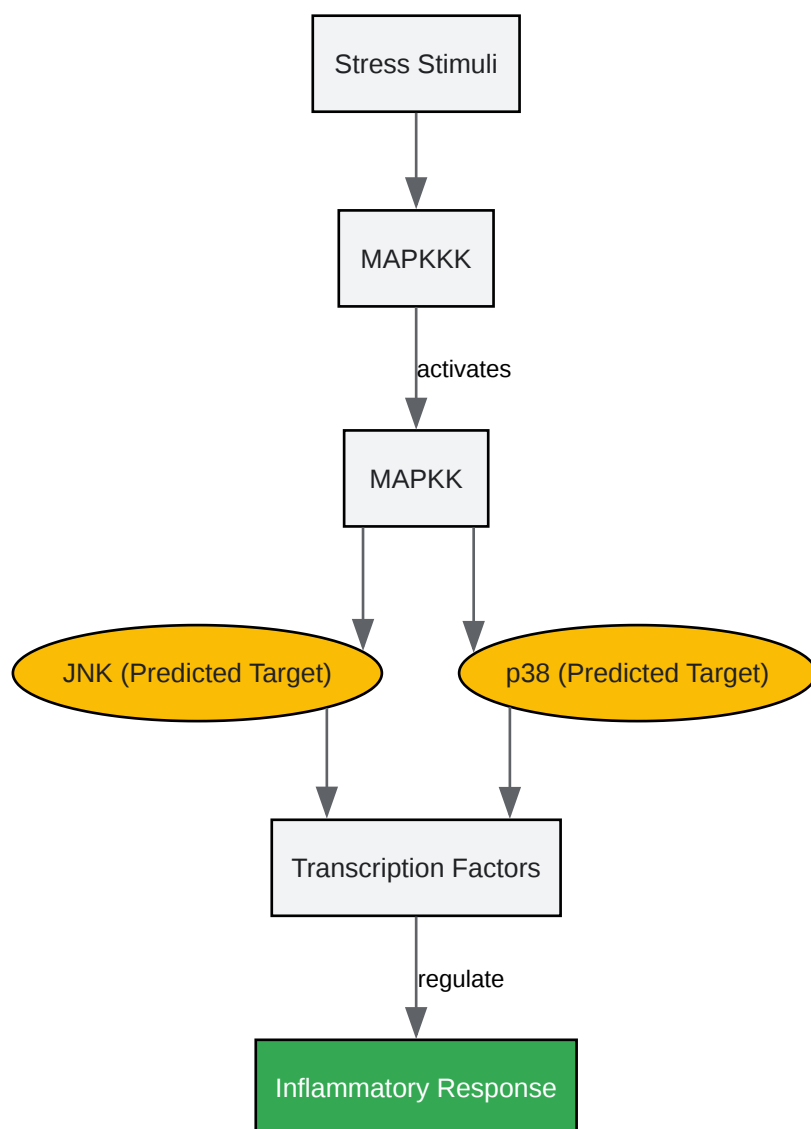 Stress Stimuli
MAPKKK
activates
MAPKK
JNK (Predicted Target)
p38 (Predicted Target)
Transcription Factors
regulate
Inflammatory Response